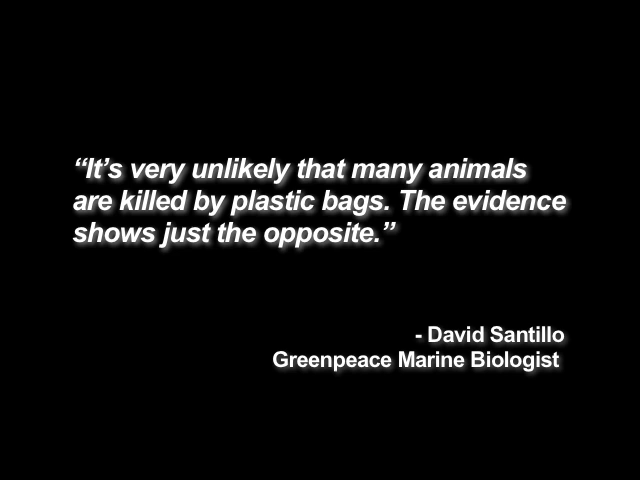 “It’s very unlikely that many animals
are killed by plastic bags. The evidence
shows just the opposite.”
- David Santillo
Greenpeace Marine Biologist